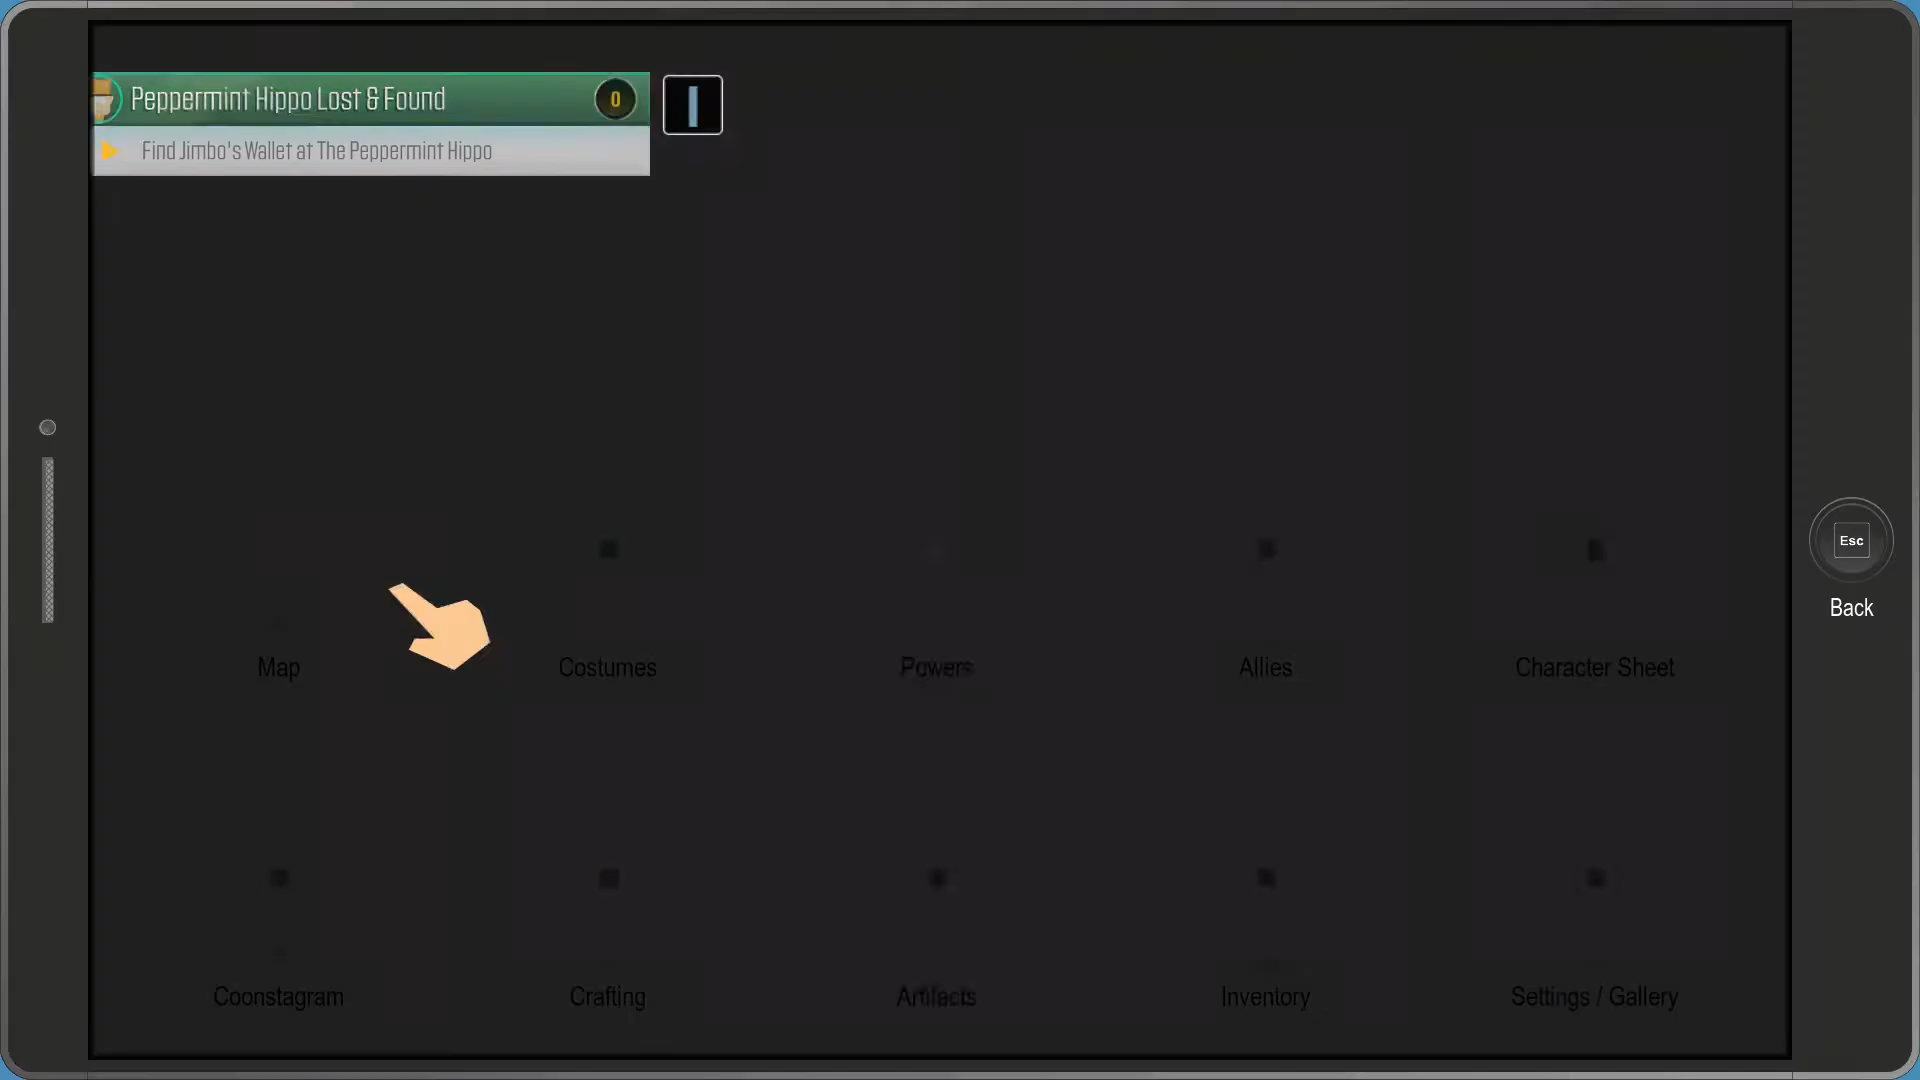 Peppermint Hippo Lost & Found
0
Find Jimbo's Wallet at The Peppermint Hippo
Esc
Back
Map
Costumes
Powers
Allies
Character Sheet
Coonstagram
Crafting
Artifacts
Inventory
Settings / Gallery